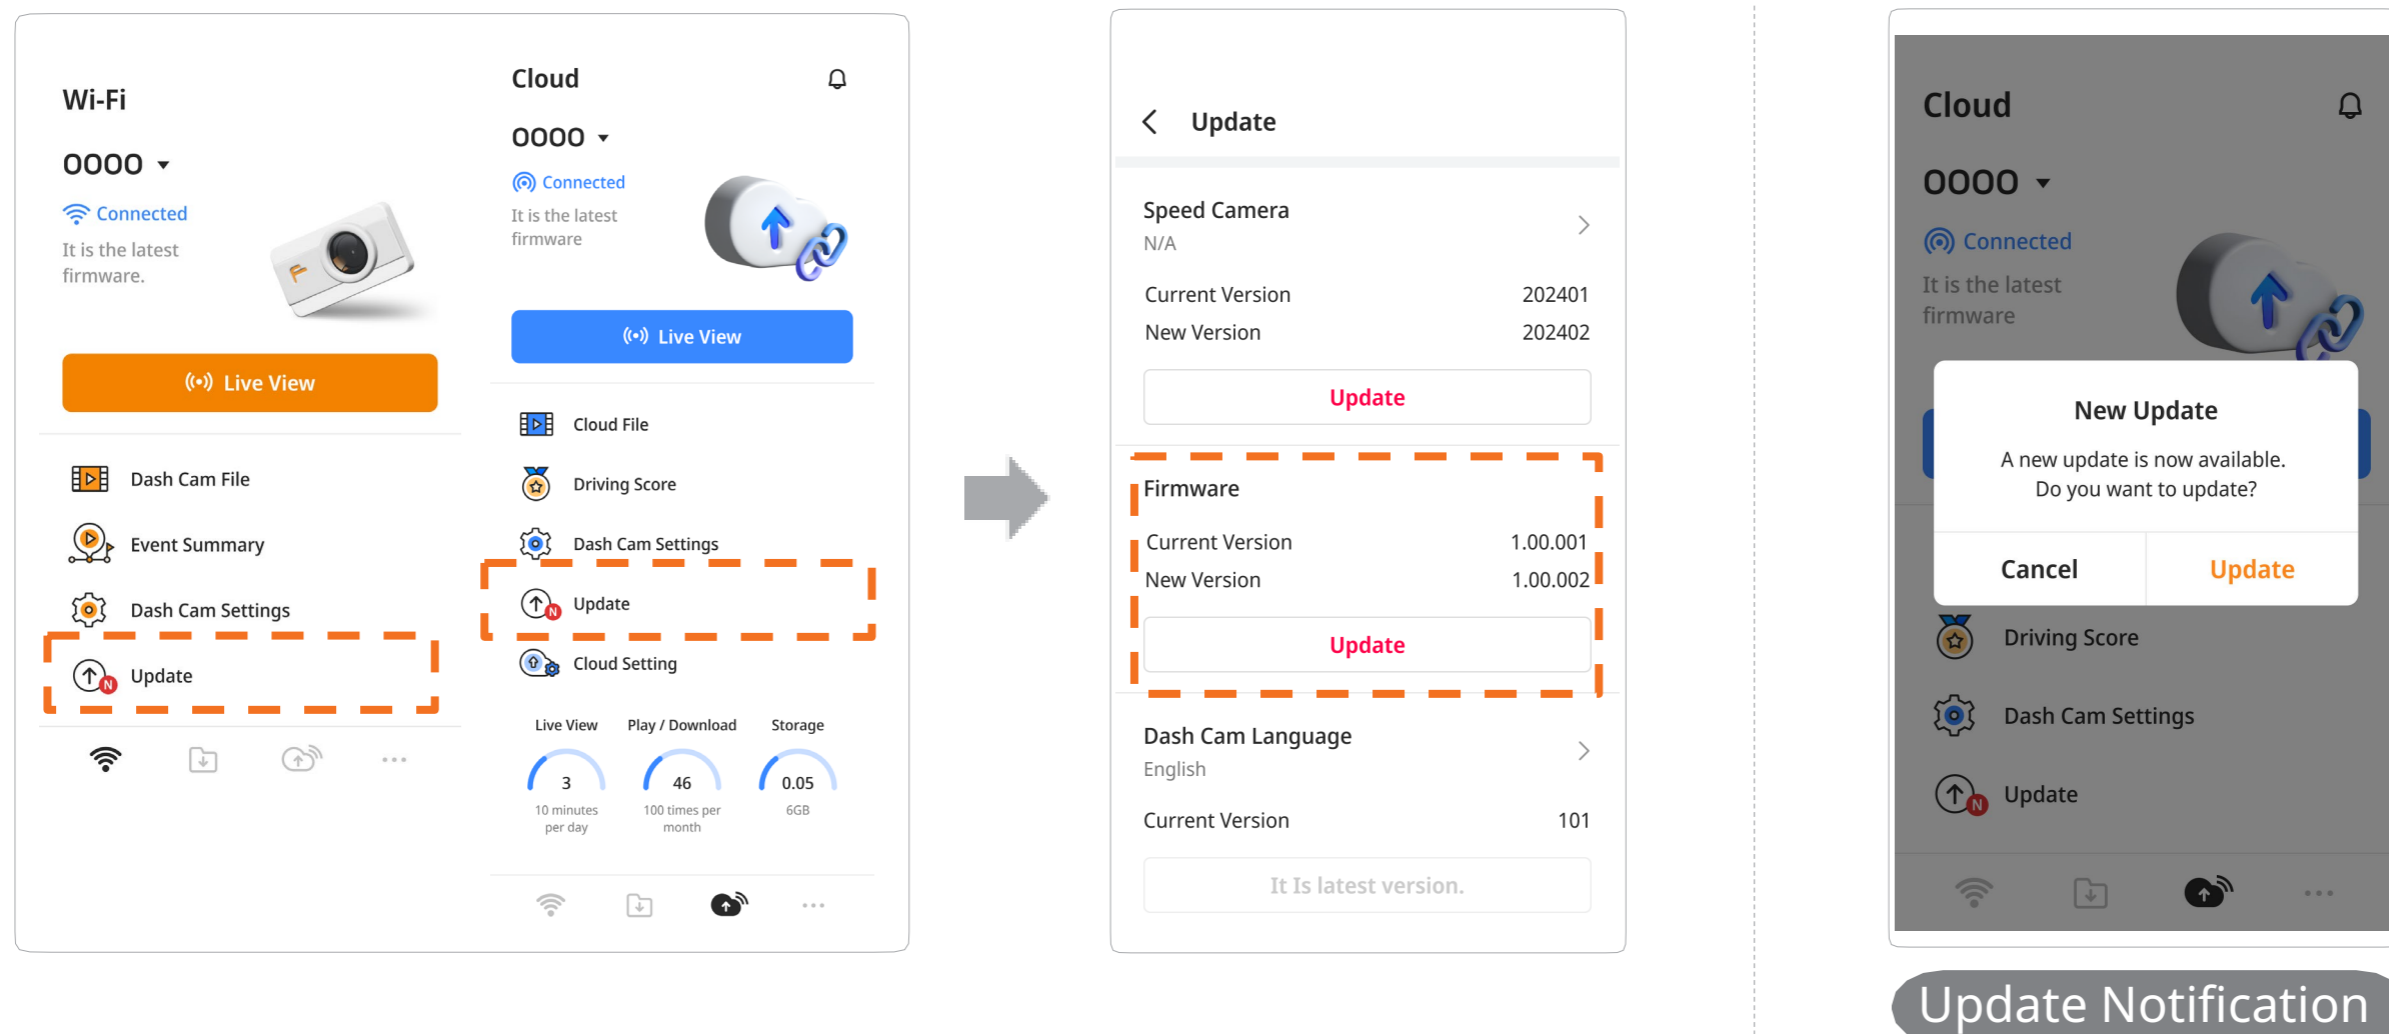 Wi-Fi
OOOO
Connected
It is the latest
firmware.
F
Live View
Dash Cam File
Event Summary
Dash Cam Settings
N
Update
Cloud
OOOO
Connected
It is the latest
firmware
Live View
Cloud File
Driving Score
Dash Cam Settings
N
Update
Cloud Setting
Live View
Play / Download
Storage
3
46
0.05
10 minutes
per day
100 times per
month
6GB
Update
Speed Camera
N/A
Current Version 202401
New Version 202402
Update
Firmware
Current Version 1.00.001
New Version 1.00.002
Update
Dash Cam Language
English
Current Version 101
It Is latest version.
Cloud
OOOO
Connected
It is the latest
firmware
New Update
A new update is now available.
Do you want to update?
Cancel Update
Driving Score
Dash Cam Settings
N
Update
Update Notification